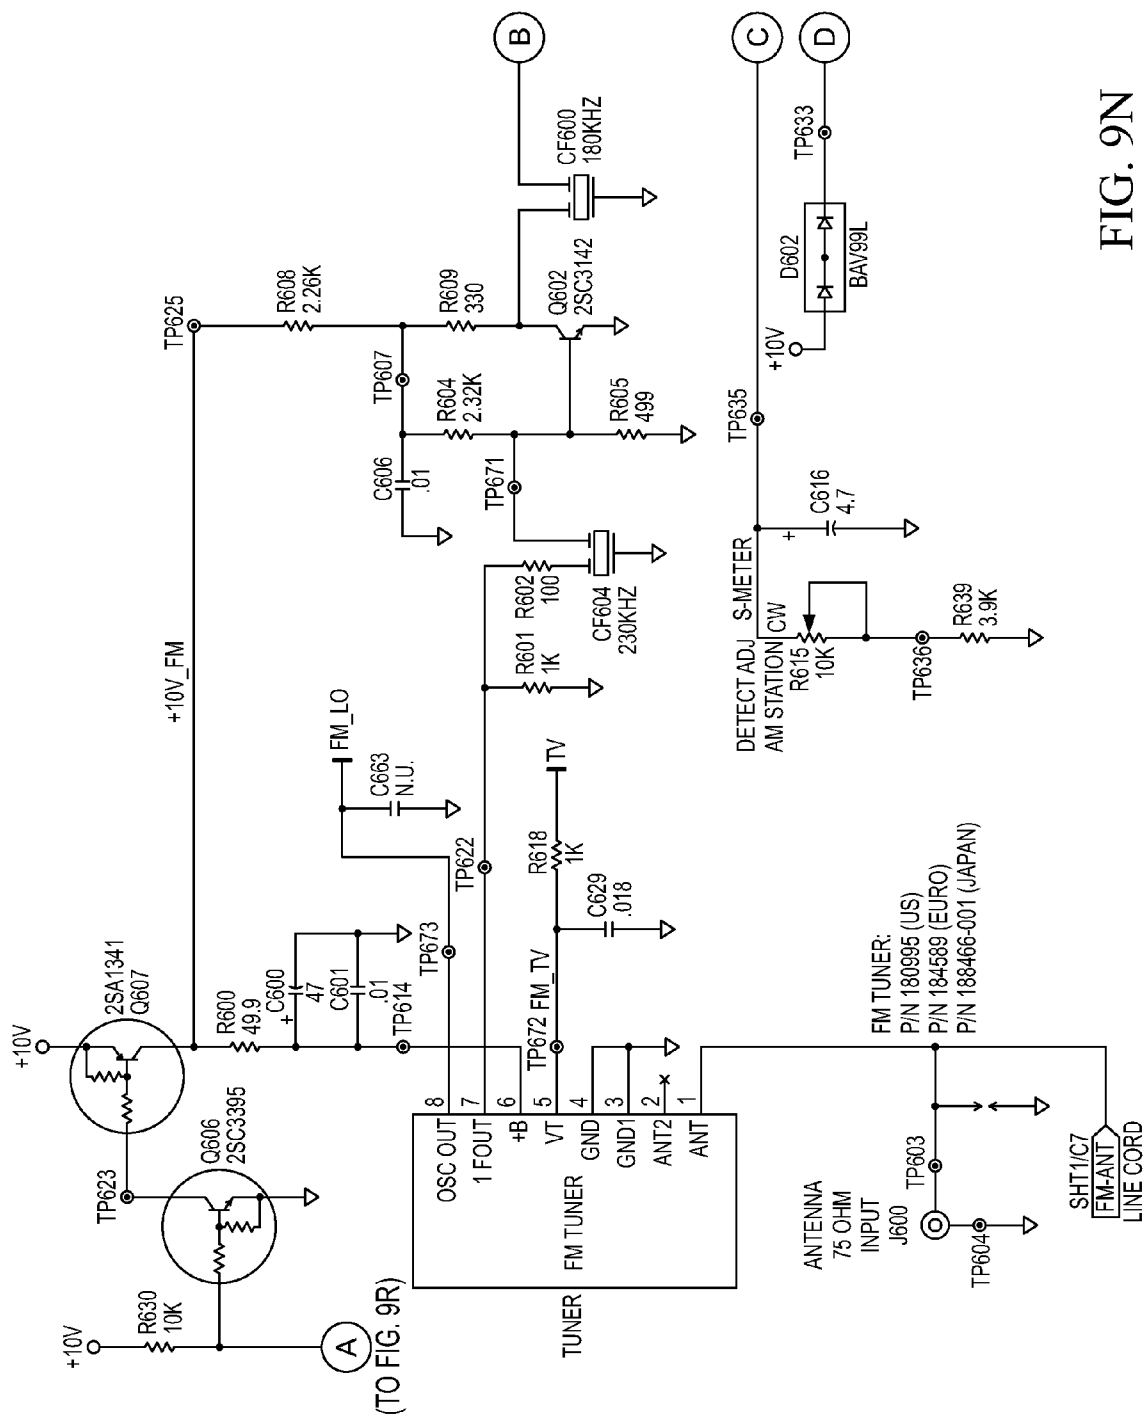 +10V
2SA1341
Q607
TP623
Q606
2SC3395
+10V
R630
10K
A
(TO FIG. 9R)
+10V_FM
TP625
R608
2.26K
R600
49.9
+
C600
47
C601
.01
TP614
TP673
FM_LO
C663
N.U.
TP622
C606
.01
TP607
R609
330
R604
2.32K
TP671
Q602
2SC3142
R605
499
R601
1K
R602
100
CF604
230KHZ
CF600
180KHZ
B
8
7
6
5
4
3
2
1
OSC OUT
1 FOUT
+B
VT
GND
GND1
ANT2
ANT
FM TUNER
TUNER
TP672
FM_TV
R618
1K
TV
C629
.018
DETECT ADJ
AM STATION
S-METER
CW
R615
10K
TP636
R639
3.9K
+
C616
4.7
TP635
C
+10V
D602
BAV99L
TP633
D
FM TUNER:
P/N 180995 (US)
P/N 184589 (EURO)
P/N 188466-001 (JAPAN)
ANTENNA
75 OHM
INPUT
J600
TP603
TP604
SHT1/C7
FM-ANT
LINE CORD
FIG. 9N